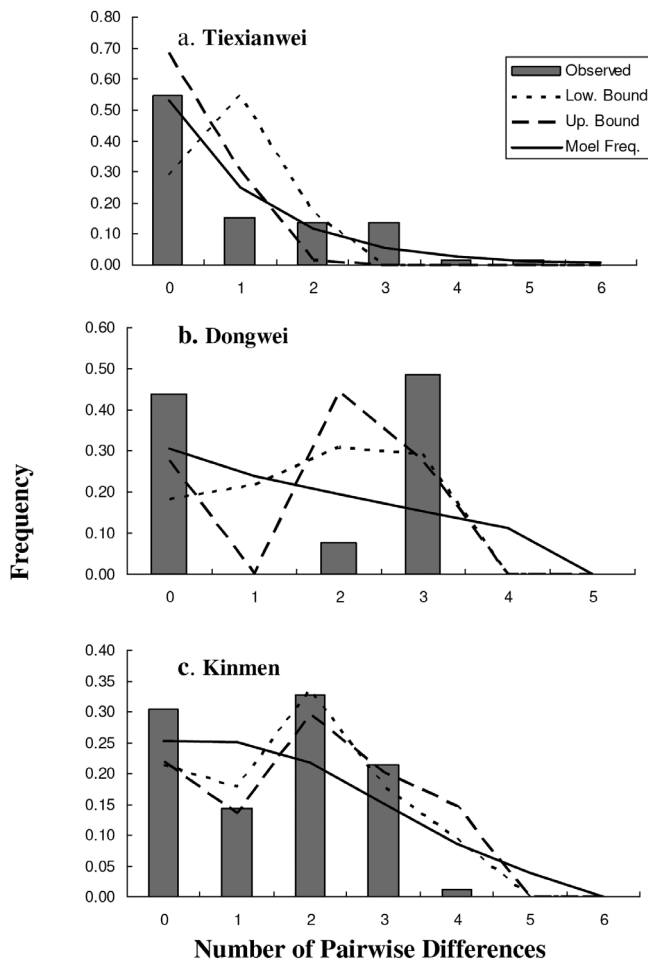 a. Tiexianwei
0.80
0.70
0.60
0.50
0.40
0.30
0.20
0.10
0.00
0 1 2 3 4 5 6
Observed
Low. Bound
Up. Bound
Moel Freq.
b. Dongwei
0.60
0.50
0.40
0.30
0.20
0.10
0.00
0 1 2 3 4 5
Frequency
c. Kinmen
0.40
0.35
0.30
0.25
0.20
0.15
0.10
0.05
0.00
0 1 2 3 4 5 6
Number of Pairwise Differences